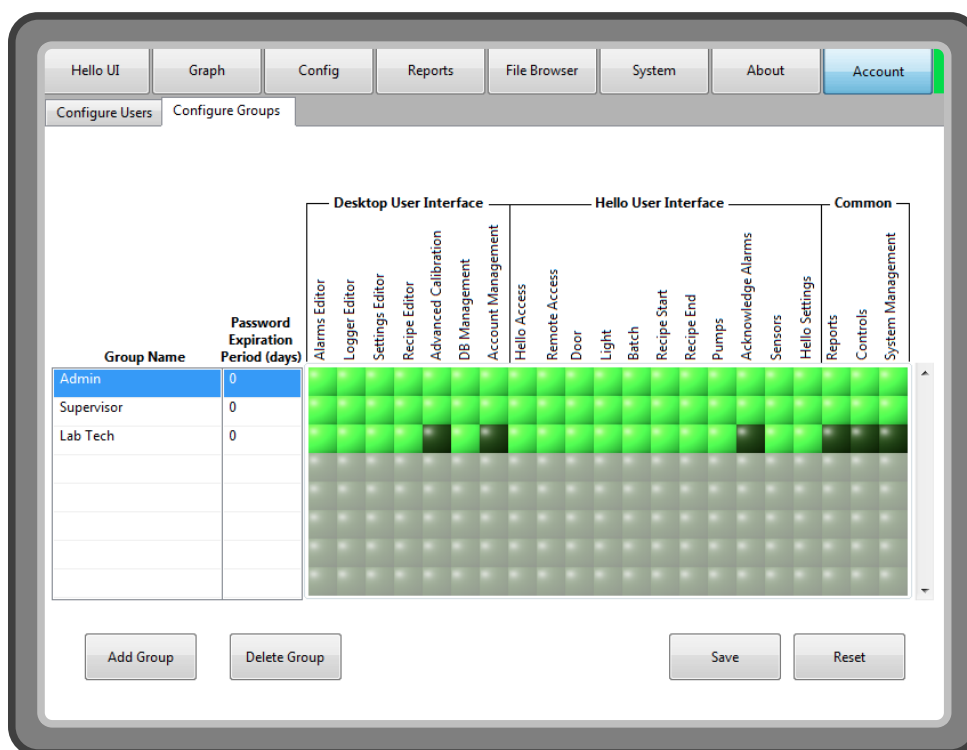 Hello UI Graph Config Reports File Browser System About Account
Configure Users Configure Groups
Desktop User Interface Hello User Interface Common
Alarms Editor
Logger Editor
Settings Editor
Recipe Editor
Advanced Calibration
DB Management
Account Management
Hello Access
Remote Access
Door
Light
Batch
Recipe Start
Recipe End
Pumps
Acknowledge Alarms
Sensors
Hello Settings
Reports
Controls
System Management
Group Name
Password
Expiration
Period (days)
Admin 0
Supervisor 0
Lab Tech 0
Add Group Delete Group Save Reset